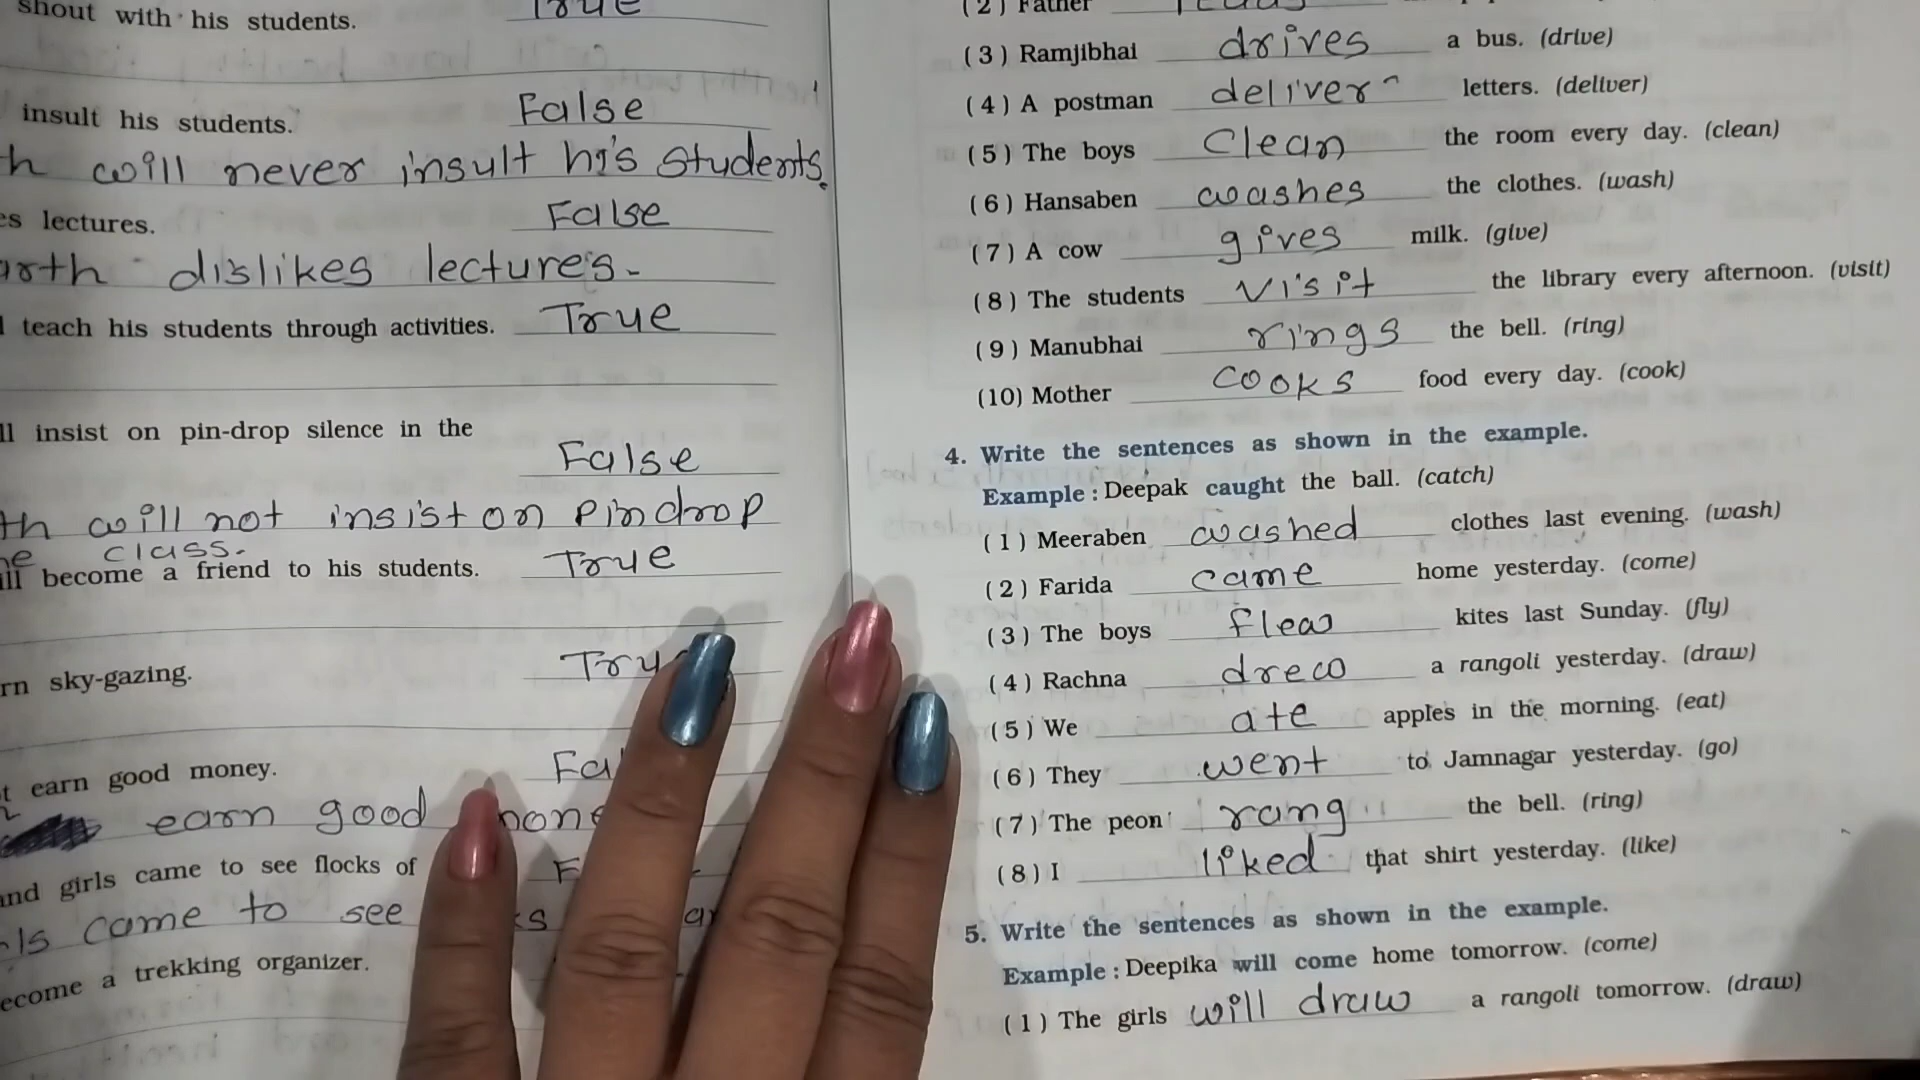 shout with his students. True
insult his students. False
h will never insult his students.
es lectures. False
arth dislikes lectures.
teach his students through activities. True
ll insist on pin-drop silence in the
False
th will not insist on Pindrop
class.
ill become a friend to his students. True
rn sky-gazing.
t earn good money.
earn good
and girls came to see flocks of
ls came to see
ecome a trekking organizer.
(2) Father
(3) Ramjibhai drives a bus. (drive)
(4) A postman deliver letters. (deliver)
(5) The boys Clean the room every day. (clean)
(6) Hansaben washes the clothes. (wash)
(7) A cow gives milk. (give)
(8) The students visit the library every afternoon. (visit)
(9) Manubhai rings the bell. (ring)
(10) Mother cooks food every day. (cook)
4. Write the sentences as shown in the example.
Example : Deepak caught the ball. (catch)
(1) Meeraben washed clothes last evening. (wash)
(2) Farida came home yesterday. (come)
(3) The boys flew kites last Sunday. (fly)
(4) Rachna drew a rangoli yesterday. (draw)
(5) We ate apples in the morning. (eat)
(6) They went to Jamnagar yesterday. (go)
(7) The peon rang the bell. (ring)
(8) I liked that shirt yesterday. (like)
5. Write the sentences as shown in the example.
Example : Deepika will come home tomorrow. (come)
(1) The girls will draw a rangoli tomorrow. (draw)